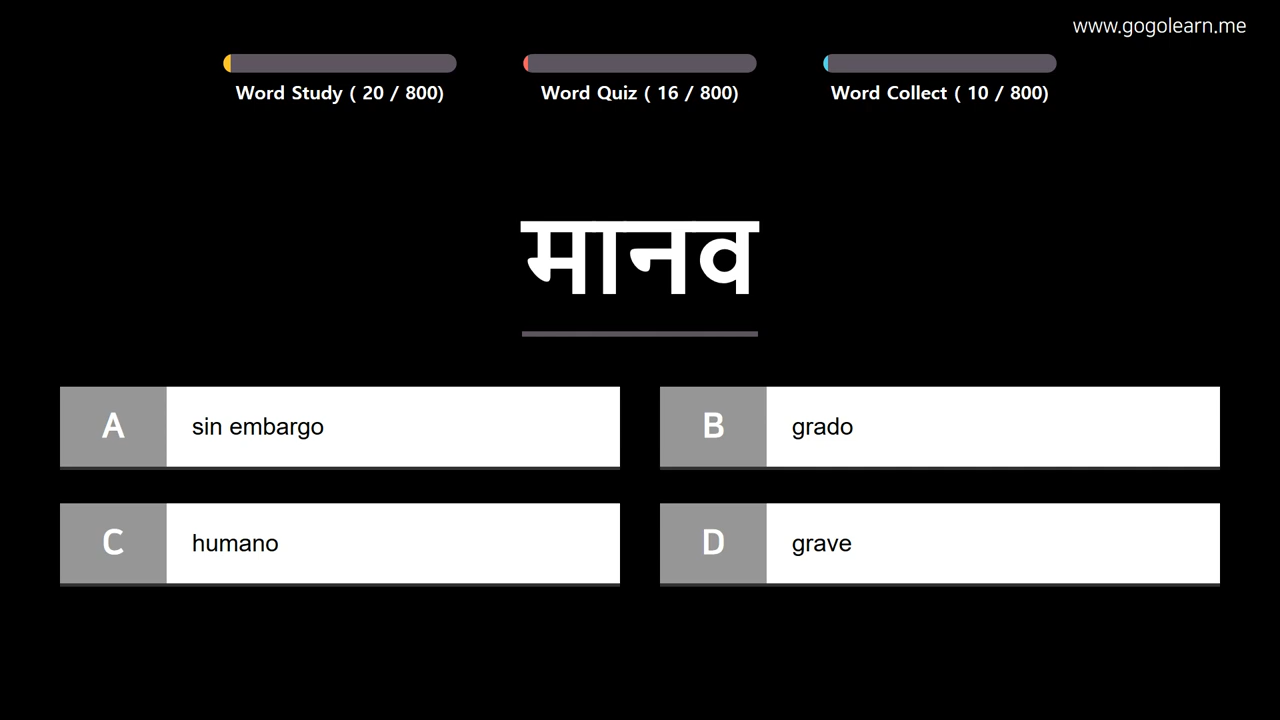 www.gogolearn.me
Word Study ( 20 / 800)
Word Quiz ( 16 / 800)
Word Collect ( 10 / 800)
मानव
A sin embargo
B grado
C humano
D grave